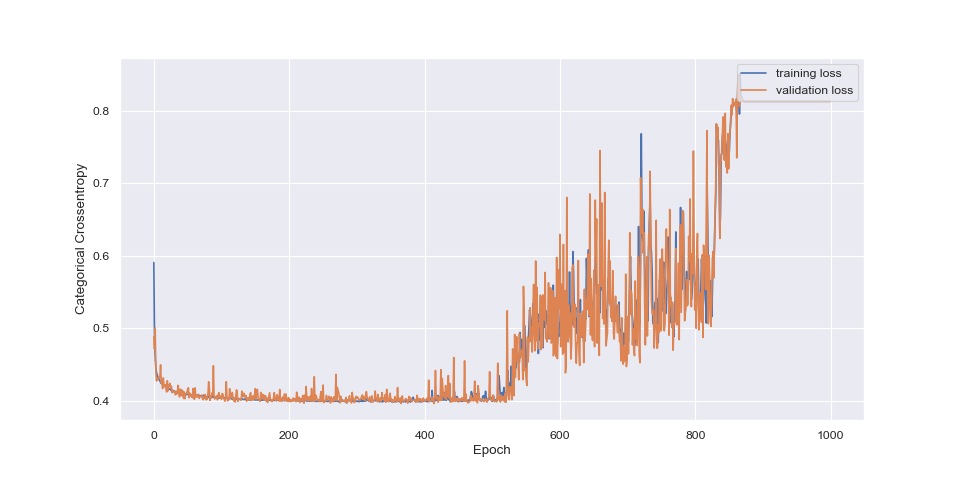 training loss
validation loss
0.8
0.7
0.6
0.5
0.4
Categorical Crossentropy
0 200 400 600 800 1000
Epoch